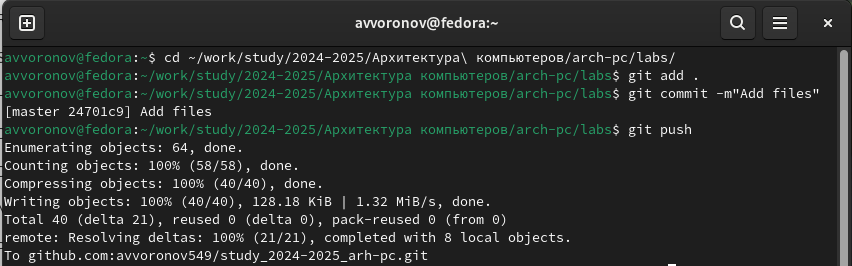 avvoronov@fedora:~
avvoronov@fedora:~$ cd ~/work/study/2024-2025/Архитектура\ компьютеров/arch-pc/labs/
avvoronov@fedora:~/work/study/2024-2025/Архитектура компьютеров/arch-pc/labs$ git add .
avvoronov@fedora:~/work/study/2024-2025/Архитектура компьютеров/arch-pc/labs$ git commit -m"Add files"
[master 24701c9] Add files
avvoronov@fedora:~/work/study/2024-2025/Архитектура компьютеров/arch-pc/labs$ git push
Enumerating objects: 64, done.
Counting objects: 100% (58/58), done.
Compressing objects: 100% (40/40), done.
Writing objects: 100% (40/40), 128.18 KiB | 1.32 MiB/s, done.
Total 40 (delta 21), reused 0 (delta 0), pack-reused 0 (from 0)
remote: Resolving deltas: 100% (21/21), completed with 8 local objects.
To github.com:avvoronov549/study_2024-2025_arh-pc.git